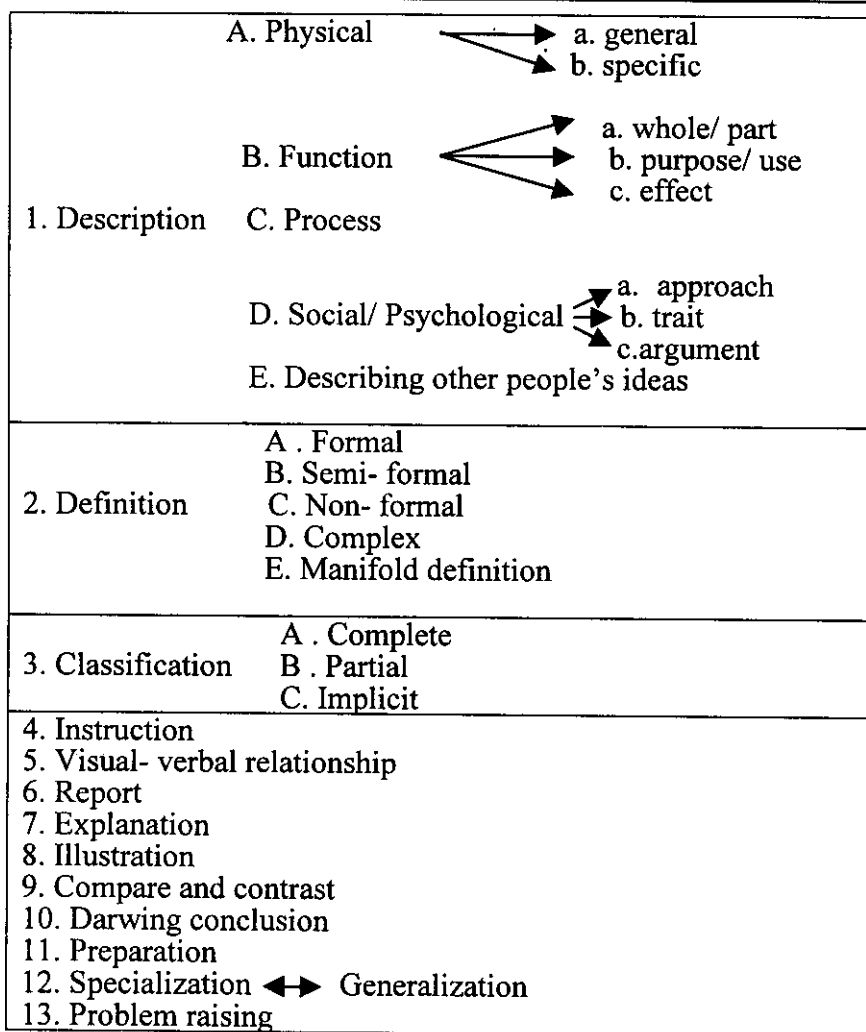 A. Physical a. general
b. specific
a. whole/ part
B. Function b. purpose/ use
c. effect
1. Description C. Process
a. approach
D. Social/ Psychological b. trait
c.argument
E. Describing other people's ideas
A . Formal
B. Semi- formal
2. Definition C. Non- formal
D. Complex
E. Manifold definition
A . Complete
3. Classification B . Partial
C. Implicit
4. Instruction
5. Visual- verbal relationship
6. Report
7. Explanation
8. Illustration
9. Compare and contrast
10. Darwing conclusion
11. Preparation
12. Specialization ↔ Generalization
13. Problem raising